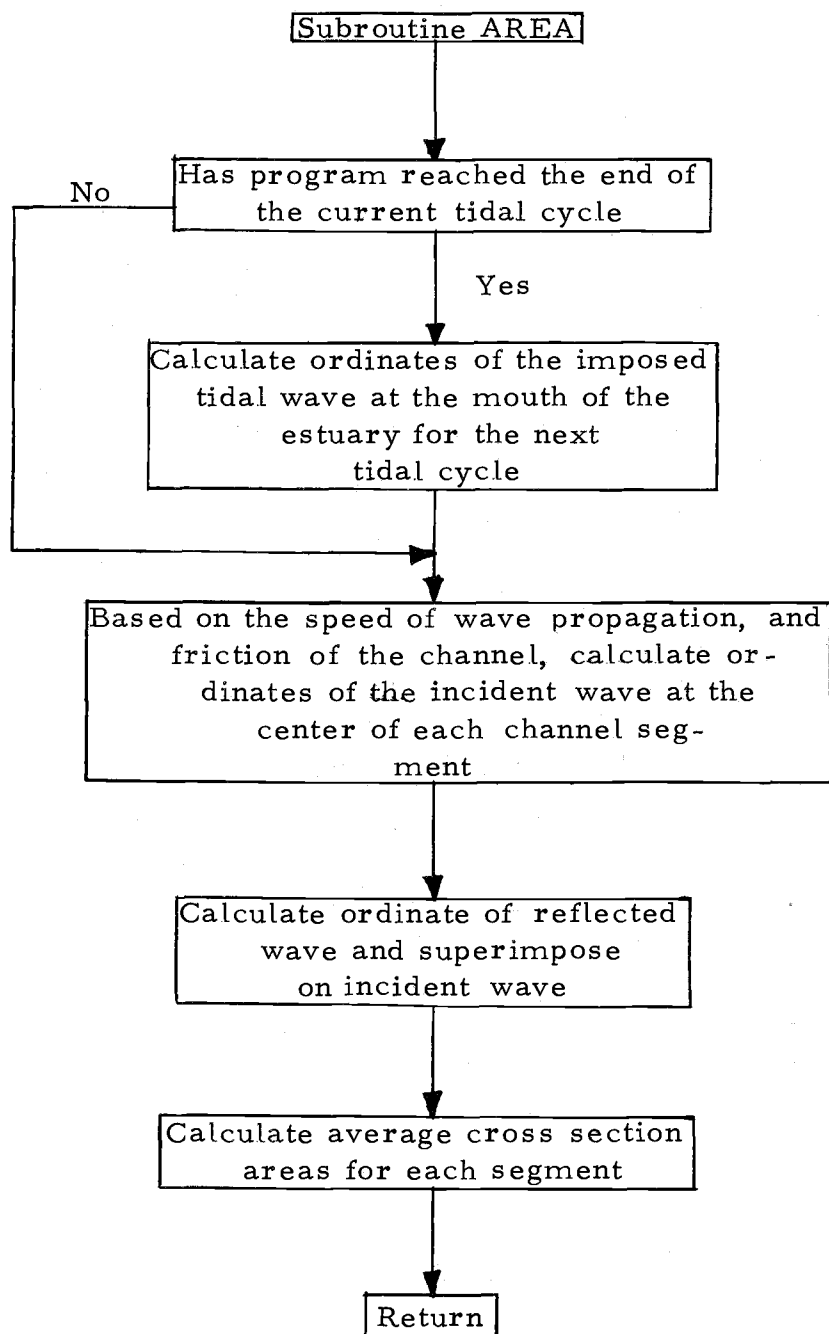 Subroutine AREA
Has program reached the end of
the current tidal cycle
No
Yes
Calculate ordinates of the imposed
tidal wave at the mouth of the
estuary for the next
tidal cycle
Based on the speed of wave propagation, and
friction of the channel, calculate or-
dinates of the incident wave at the
center of each channel seg-
ment
Calculate ordinate of reflected
wave and superimpose
on incident wave
Calculate average cross section
areas for each segment
Return